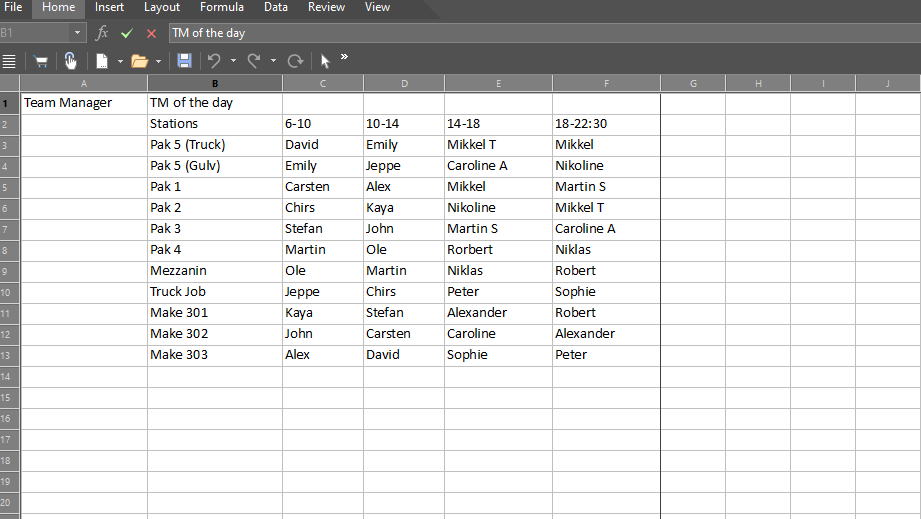 File Home Insert Layout Formula Data Review View
B1 fx TM of the day
»
A B C D E F G H I J
1 Team Manager TM of the day
2 Stations 6-10 10-14 14-18 18-22:30
3 Pak 5 (Truck) David Emily Mikkel T Mikkel
4 Pak 5 (Gulv) Emily Jeppe Caroline A Nikoline
5 Pak 1 Carsten Alex Mikkel Martin S
6 Pak 2 Chirs Kaya Nikoline Mikkel T
7 Pak 3 Stefan John Martin S Caroline A
8 Pak 4 Martin Ole Rorbert Niklas
9 Mezzanin Ole Martin Niklas Robert
10 Truck Job Jeppe Chirs Peter Sophie
11 Make 301 Kaya Stefan Alexander Robert
12 Make 302 John Carsten Caroline Alexander
13 Make 303 Alex David Sophie Peter
14
15
16
17
18
19
20